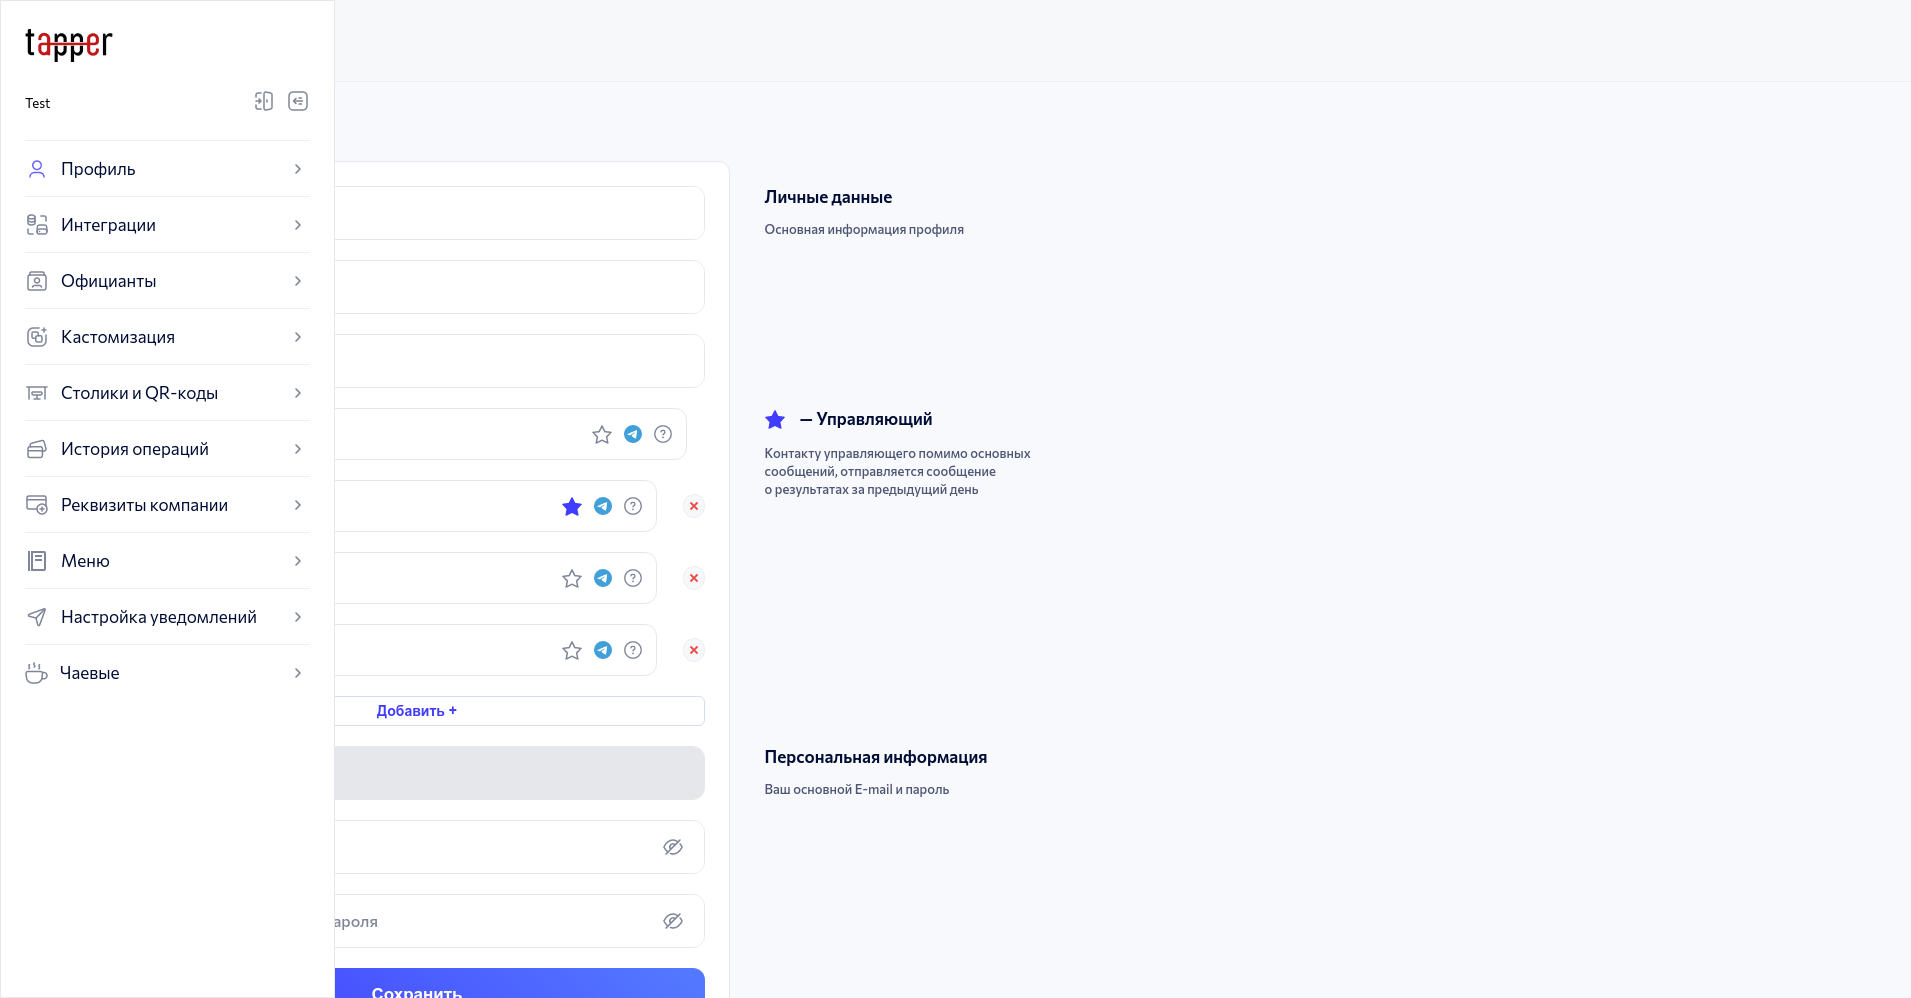 tapper
Test
Профиль
Интеграции
Официанты
Кастомизация
Столики и QR-коды
История операций
Реквизиты компании
Меню
Настройка уведомлений
Чаевые
Добавить +
ароля
Сохранить
Личные данные
Основная информация профиля
— Управляющий
Контакту управляющего помимо основных
сообщений, отправляется сообщение
о результатах за предыдущий день
Персональная информация
Ваш основной E-mail и пароль